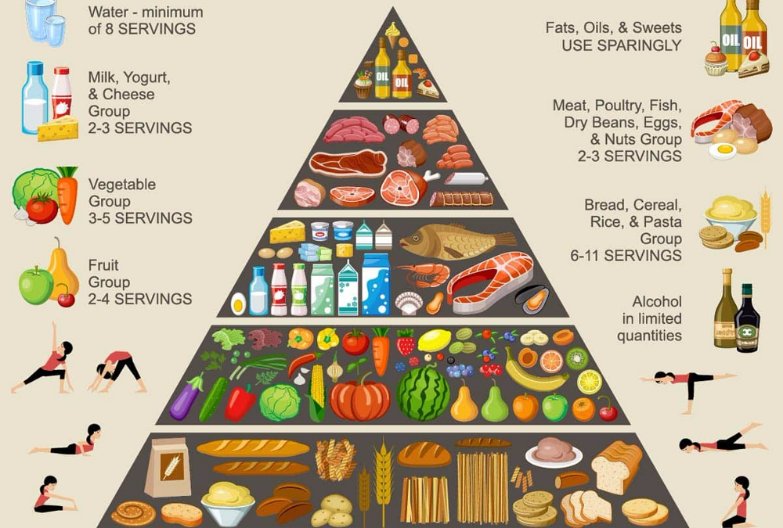 Water - minimum
of 8 SERVINGS
Milk, Yogurt,
& Cheese
Group
2-3 SERVINGS
Vegetable
Group
3-5 SERVINGS
Fruit
Group
2-4 SERVINGS
OIL
OIL
Fats, Oils, & Sweets
USE SPARINGLY
OIL
OIL
Meat, Poultry, Fish,
Dry Beans, Eggs,
& Nuts Group
2-3 SERVINGS
Bread, Cereal,
Rice, & Pasta
Group
6-11 SERVINGS
Alcohol
in limited
quantities